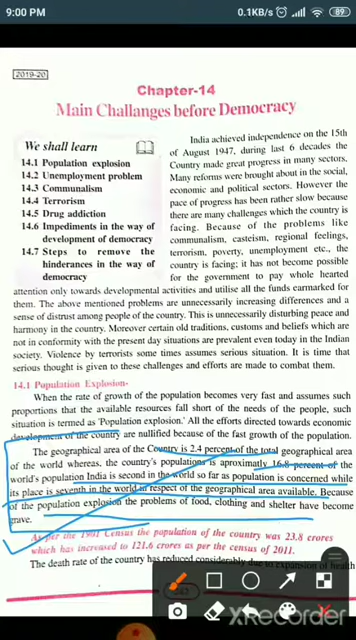 9:00 PM
0.1KB/s
89
2019-20
Chapter-14
Main Challanges before Democracy
We shall learn
14.1 Population explosion
14.2 Unemployment problem
14.3 Communalism
14.4 Terrorism
14.5 Drug addiction
14.6 Impediments in the way of
development of democracy
14.7 Steps to remove the
hinderances in the way of
democracy
India achieved independence on the 15th
of August 1947, during last 6 decades the
Country made great progress in many sectors.
Many reforms were brought about in the social,
economic and political sectors. However the
pace of progress has been rather slow because
there are many challenges which the country is
facing. Because of the problems like
communalism, casteism, regional feelings,
terrorism, poverty, unemployment etc., the
country is facing; it has not become possible
for the government to pay whole hearted
attention only towards developmental activities and utilise all the funds earmarked for
them. The above mentioned problems are unnecessarily increasing differences and a
sense of distrust among people of the country. This is unnecessarily disturbing peace and
harmony in the country. Moreover certain old traditions, customs and beliefs which are
not in conformity with the present day situations are prevalent even today in the Indian
society. Violence by terrorists some times assumes serious situation. It is time that
serious thought is given to these challenges and efforts are made to combat them.
14.1 Population Explosion-
When the rate of growth of the population becomes very fast and assumes such
proportions that the available resources fall short of the needs of the people, such
situation is termed as 'Population explosion.' All the efforts directed towards economic
development of the country are nullified because of the fast growth of the population.
The geographical area of the Country is 2.4 percent of the total geographical area
of the world whereas, the country's populations is aproximatly 16.8 percent of the
world's population India is second in the world so far as population is concerned while
its place is seventh in the world in respect of the geographical area available. Because
of the population explosion the problems of food, clothing and shelter have become
grave.
As per the 1901 Census the population of the country was 23.8 crores
which has increased to 121.6 crores as per the census of 2011.
The death rate of the country has reduced considerably due to expansion of health
XRecorder